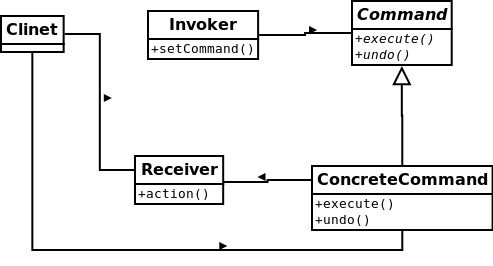 Clinet
Invoker
+setCommand()
Command
+execute()
+undo()
Receiver
+action()
ConcreteCommand
+execute()
+undo()